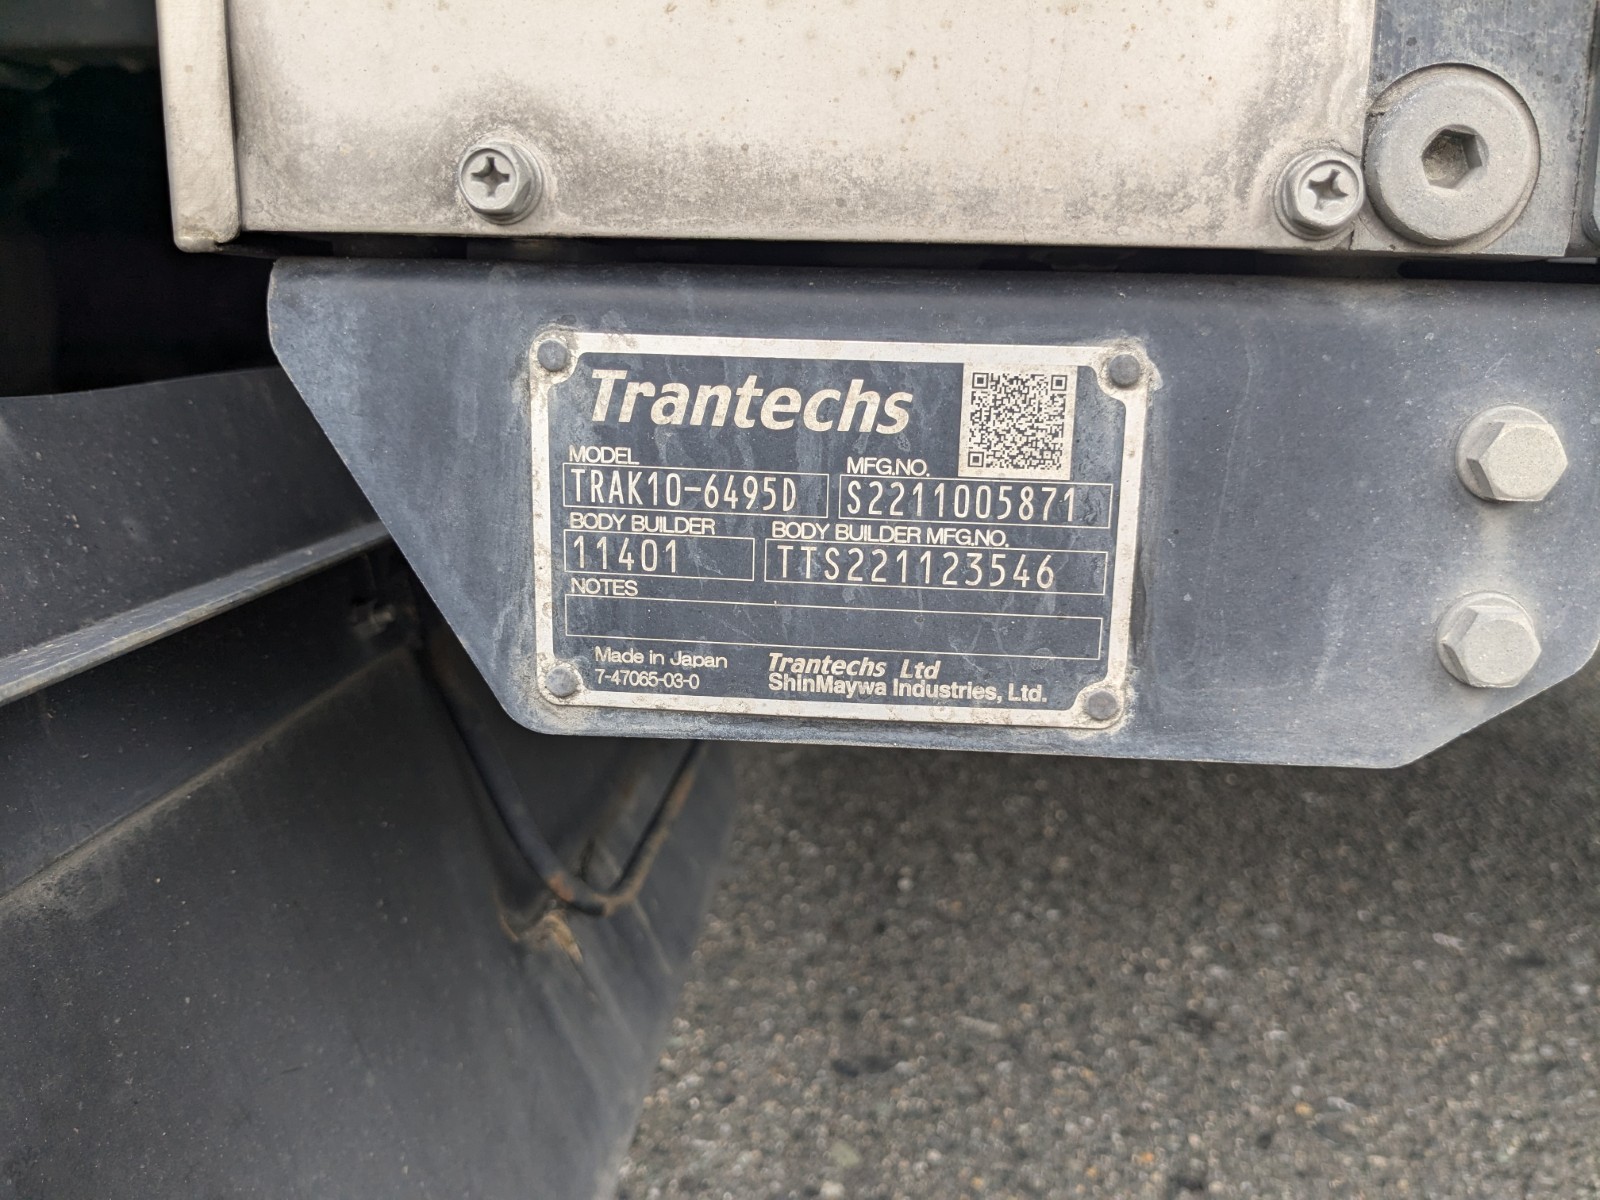 Trantechs
MODEL
MFG.NO.
TRAK10-6495D
S2211005871
BODY BUILDER
BODY BUILDER MFG.NO.
11401
TTS221123546
NOTES
Made in Japan
7-47065-03-0
Trantechs Ltd
ShinMaywa Industries, Ltd.